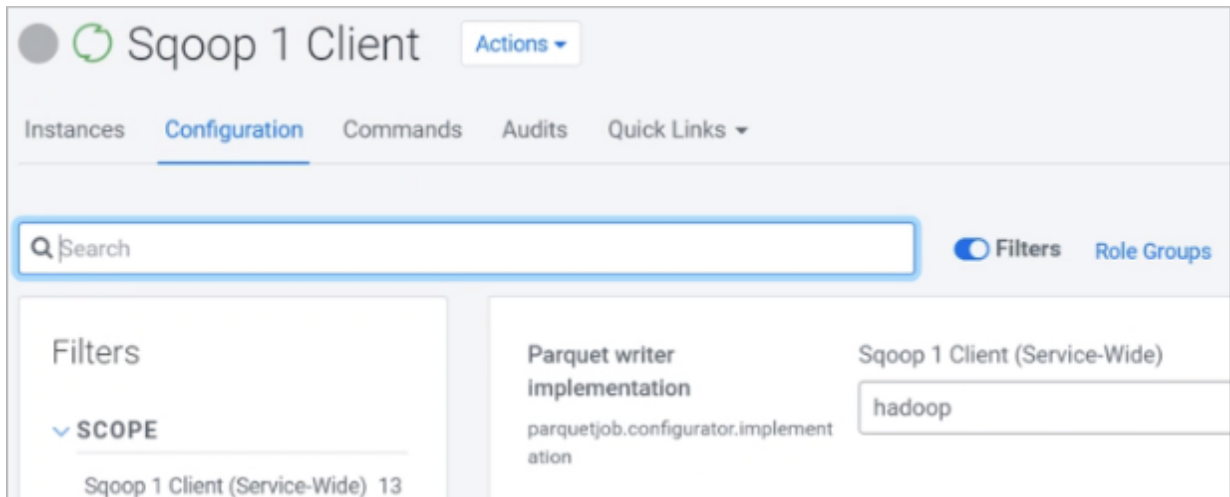 Sqoop 1 Client Actions
Instances Configuration Commands Audits Quick Links
Search Filters Role Groups
Filters
SCOPE
Sqoop 1 Client (Service-Wide) 13
Parquet writer
implementation
parquetjob.configurator.implement
ation
Sqoop 1 Client (Service-Wide)
hadoop